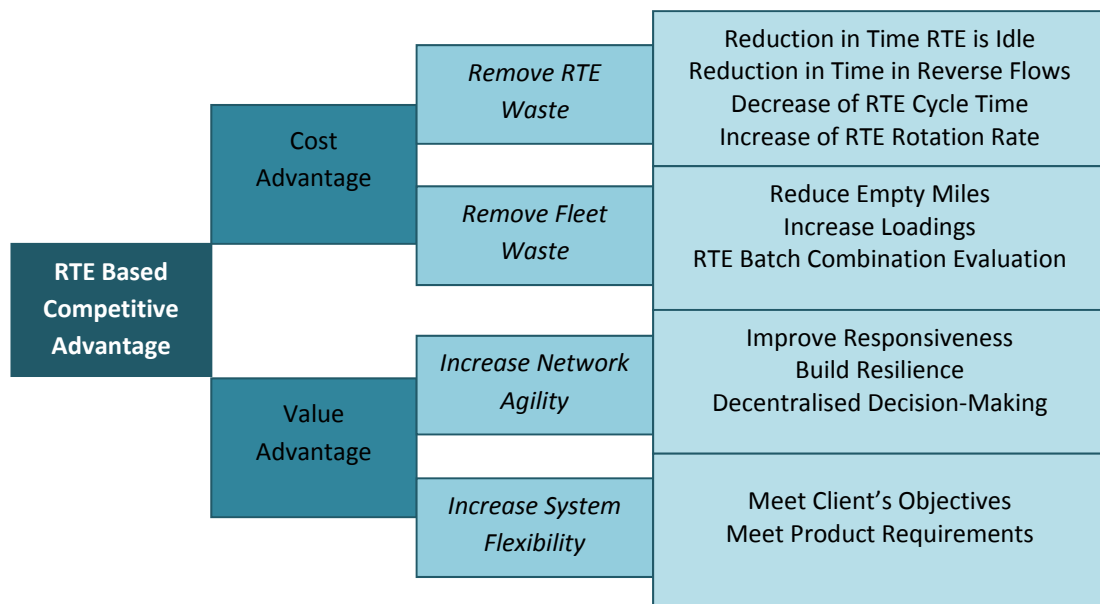 RTE Based
Competitive
Advantage
Cost
Advantage
Remove RTE
Waste
Reduction in Time RTE is Idle
Reduction in Time in Reverse Flows
Decrease of RTE Cycle Time
Increase of RTE Rotation Rate
Remove Fleet
Waste
Reduce Empty Miles
Increase Loadings
RTE Batch Combination Evaluation
Value
Advantage
Increase Network
Agility
Improve Responsiveness
Build Resilience
Decentralised Decision-Making
Increase System
Flexibility
Meet Client’s Objectives
Meet Product Requirements